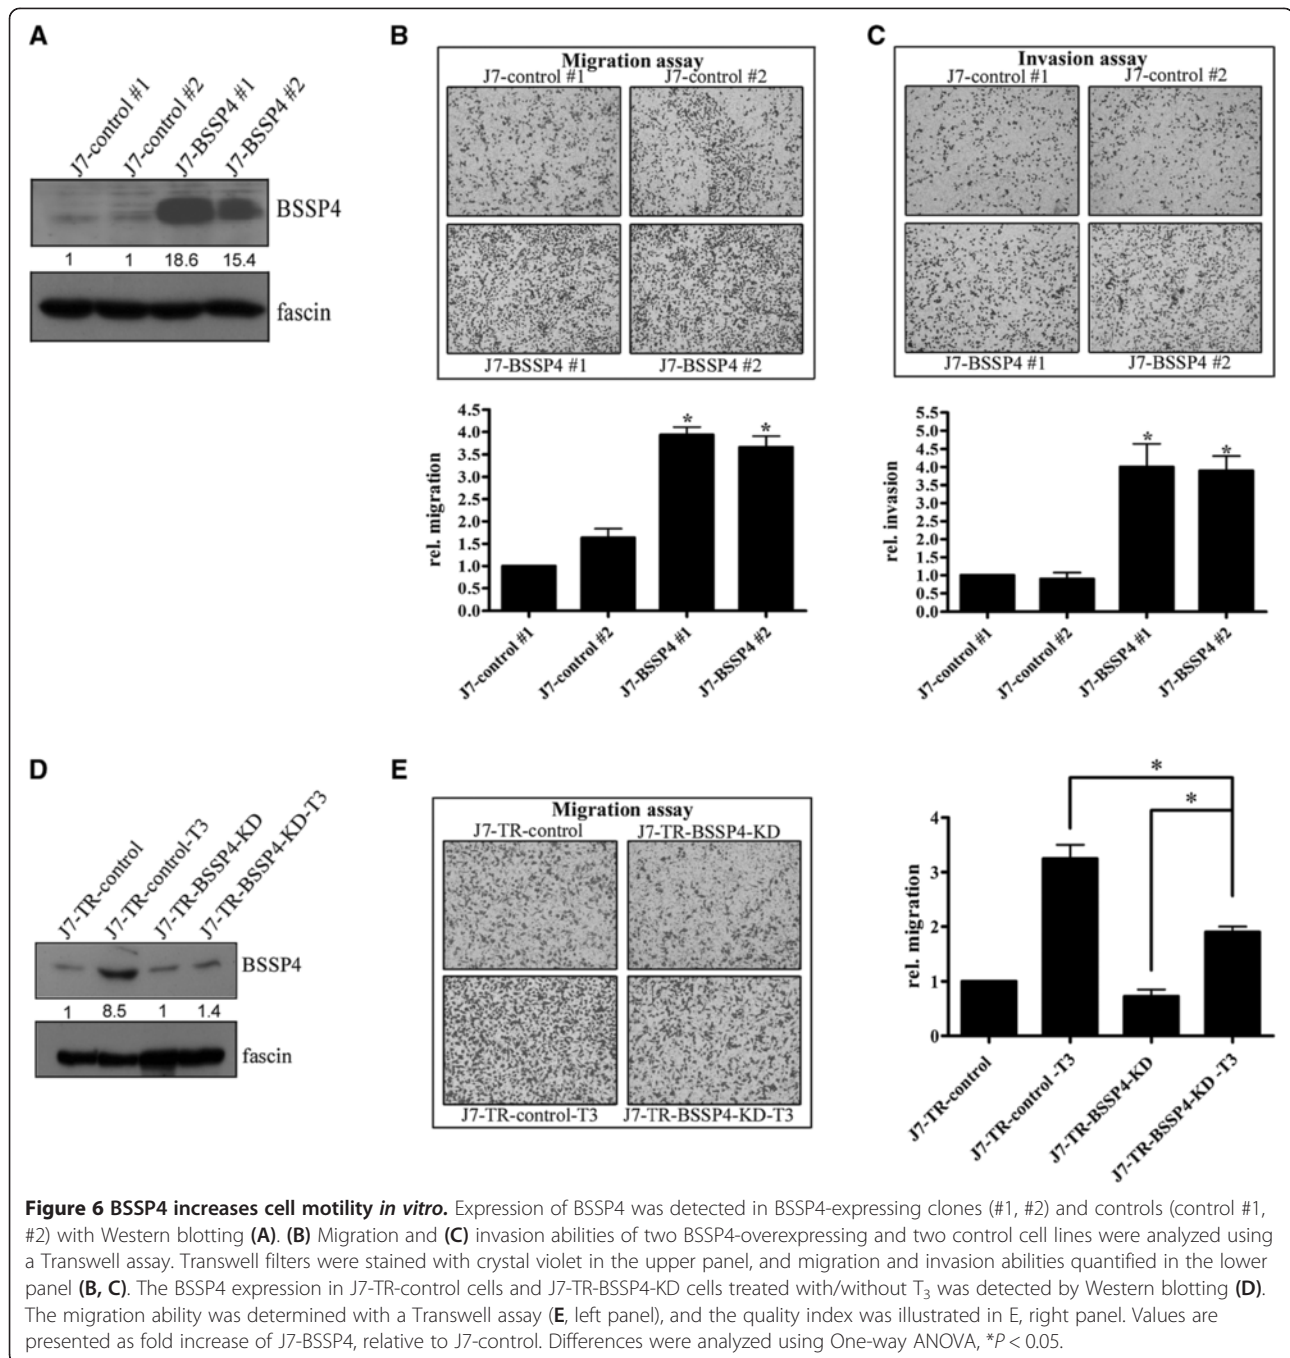 A
J7-control #1
J7-control #2
J7-BSSP4 #1
J7-BSSP4 #2
BSSP4
1 1 18.6 15.4
fascin
B
Migration assay
J7-control #1 J7-control #2
J7-BSSP4 #1 J7-BSSP4 #2
rel. migration
4.5
4.0
3.5
3.0
2.5
2.0
1.5
1.0
0.5
0.0
* *
J7-control #1
J7-control #2
J7-BSSP4 #1
J7-BSSP4 #2
C
Invasion assay
J7-control #1 J7-control #2
J7-BSSP4 #1 J7-BSSP4 #2
rel. invasion
5.5
5.0
4.5
4.0
3.5
3.0
2.5
2.0
1.5
1.0
0.5
0.0
* *
J7-control #1
J7-control #2
J7-BSSP4 #1
J7-BSSP4 #2
D
J7-TR-control
J7-TR-control-T3
J7-TR-BSSP4-KD
J7-TR-BSSP4-KD-T3
BSSP4
1 8.5 1 1.4
fascin
E
Migration assay
J7-TR-control J7-TR-BSSP4-KD
J7-TR-control-T3 J7-TR-BSSP4-KD-T3
rel. migration
4
3
2
1
0
*
*
J7-TR-control
J7-TR-control -T3
J7-TR-BSSP4-KD
J7-TR-BSSP4-KD -T3
Figure 6 BSSP4 increases cell motility in vitro. Expression of BSSP4 was detected in BSSP4-expressing clones (#1, #2) and controls (control #1,
#2) with Western blotting (A). (B) Migration and (C) invasion abilities of two BSSP4-overexpressing and two control cell lines were analyzed using
a Transwell assay. Transwell filters were stained with crystal violet in the upper panel, and migration and invasion abilities quantified in the lower
panel (B, C). The BSSP4 expression in J7-TR-control cells and J7-TR-BSSP4-KD cells treated with/without T₃ was detected by Western blotting (D).
The migration ability was determined with a Transwell assay (E, left panel), and the quality index was illustrated in E, right panel. Values are
presented as fold increase of J7-BSSP4, relative to J7-control. Differences were analyzed using One-way ANOVA, *P < 0.05.